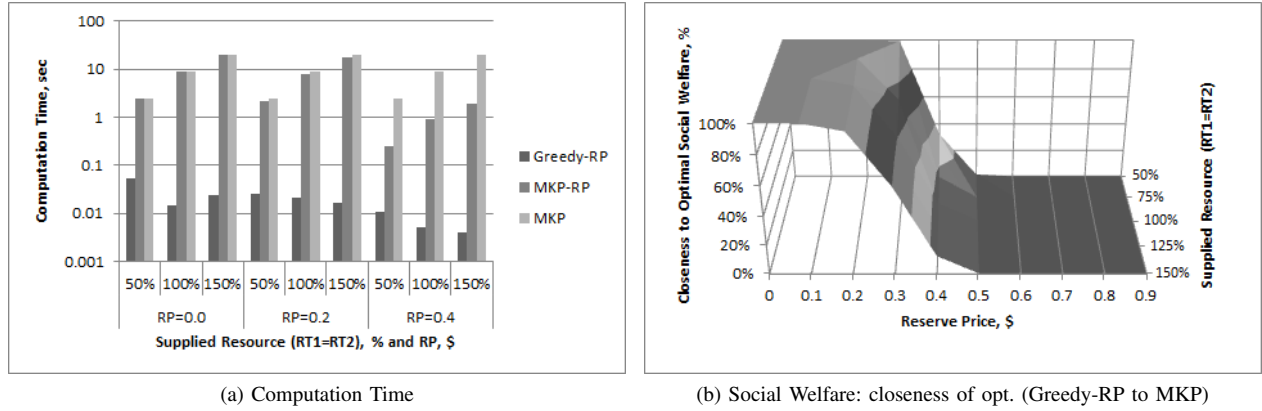 Computation Time, sec
100
10
1
0.1
0.01
0.001
50% 100% 150% 50% 100% 150% 50% 100% 150%
RP=0.0 RP=0.2 RP=0.4
Supplied Resource (RT1=RT2), % and RP, $
Greedy-RP
MKP-RP
MKP
(a) Computation Time
Closeness to Optimal Social Welfare, %
100%
80%
60%
40%
20%
0%
0 0.1 0.2 0.3 0.4 0.5 0.6 0.7 0.8 0.9
Reserve Price, $
50%
75%
100%
125%
150%
Supplied Resource (RT1=RT2)
(b) Social Welfare: closeness of opt. (Greedy-RP to MKP)